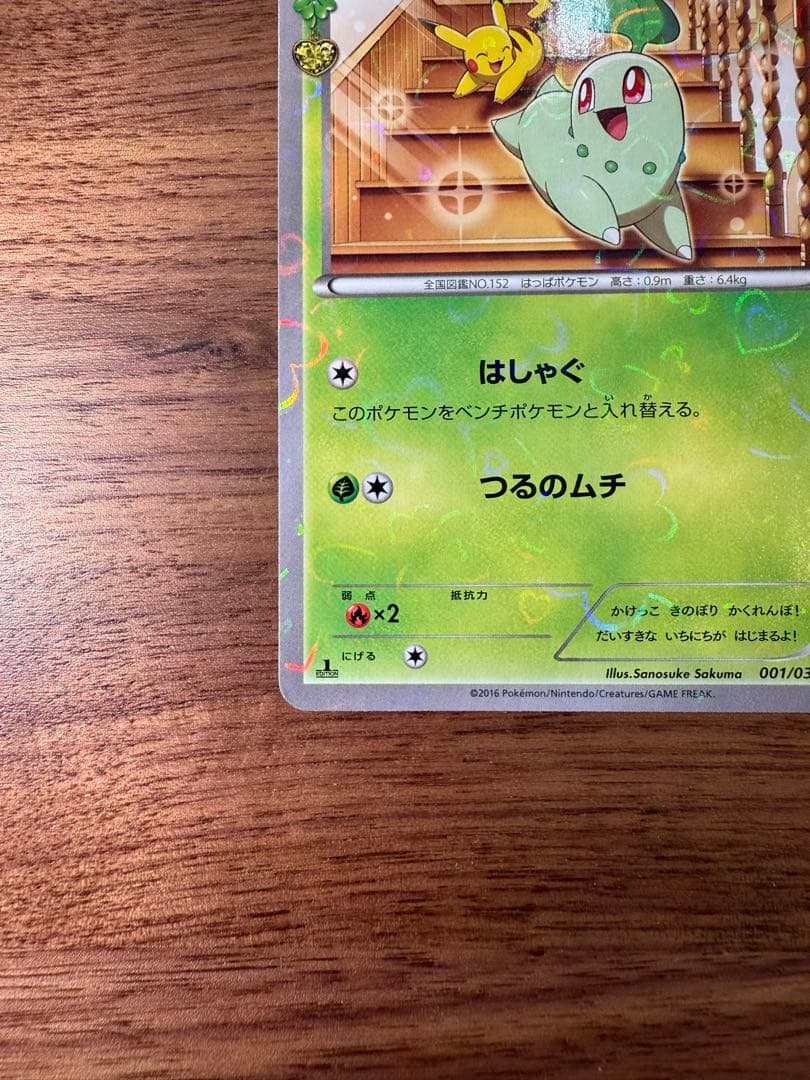 全国図鑑NO.152 はっぱポケモン 高さ:0.9m 重さ:6.4kg
はしゃぐ
このポケモンをベンチポケモンと入れ替える。
つるのムチ
弱点 抵抗力
×2
かけっこ きのぼり かくれんぼ!
だいすきな いちにちが はじまるよ!
にげる
1 EDITION
Illus.Sanosuke Sakuma 001/03
©2016 Pokémon/Nintendo/Creatures/GAME FREAK.